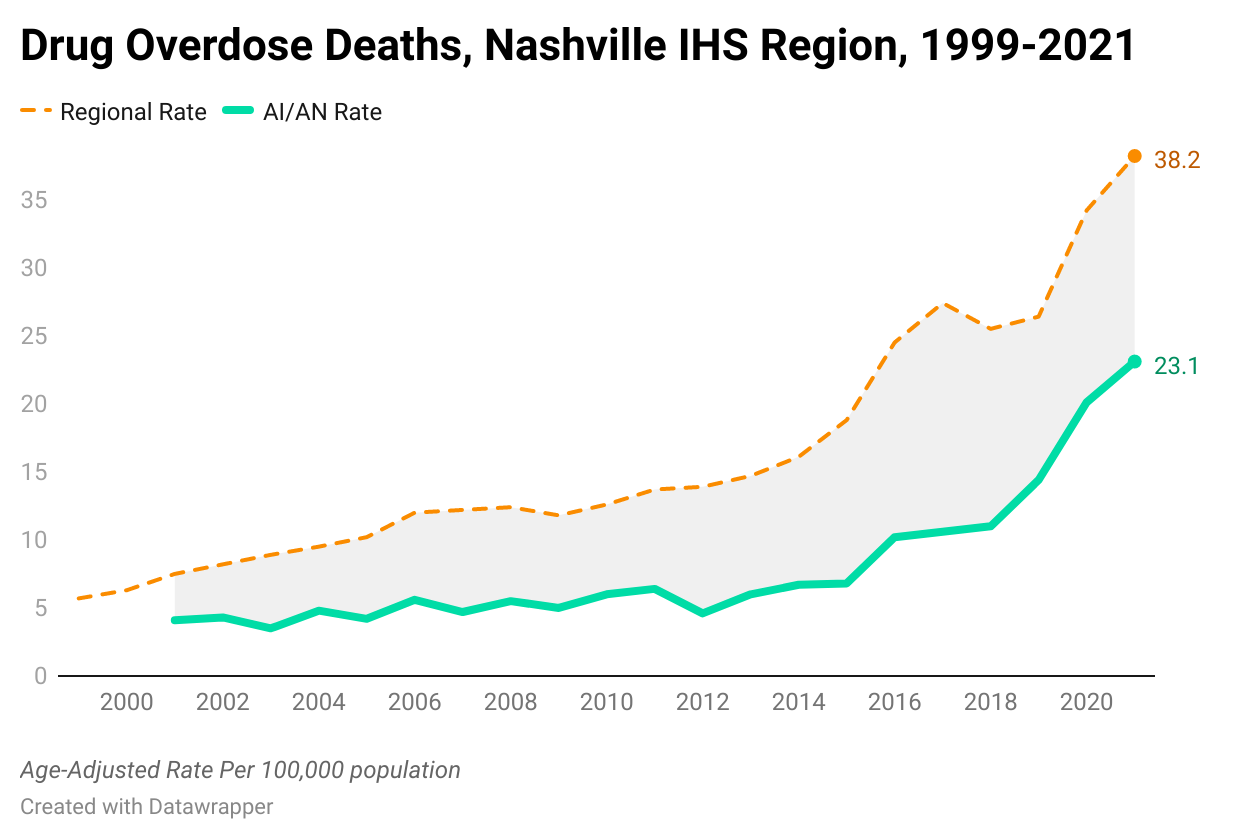 Drug Overdose Deaths, Nashville IHS Region, 1999-2021
Regional Rate AI/AN Rate
38.2
35
30
25
23.1
20
15
10
5
0
2000 2002 2004 2006 2008 2010 2012 2014 2016 2018 2020
Age-Adjusted Rate Per 100,000 population
Created with Datawrapper